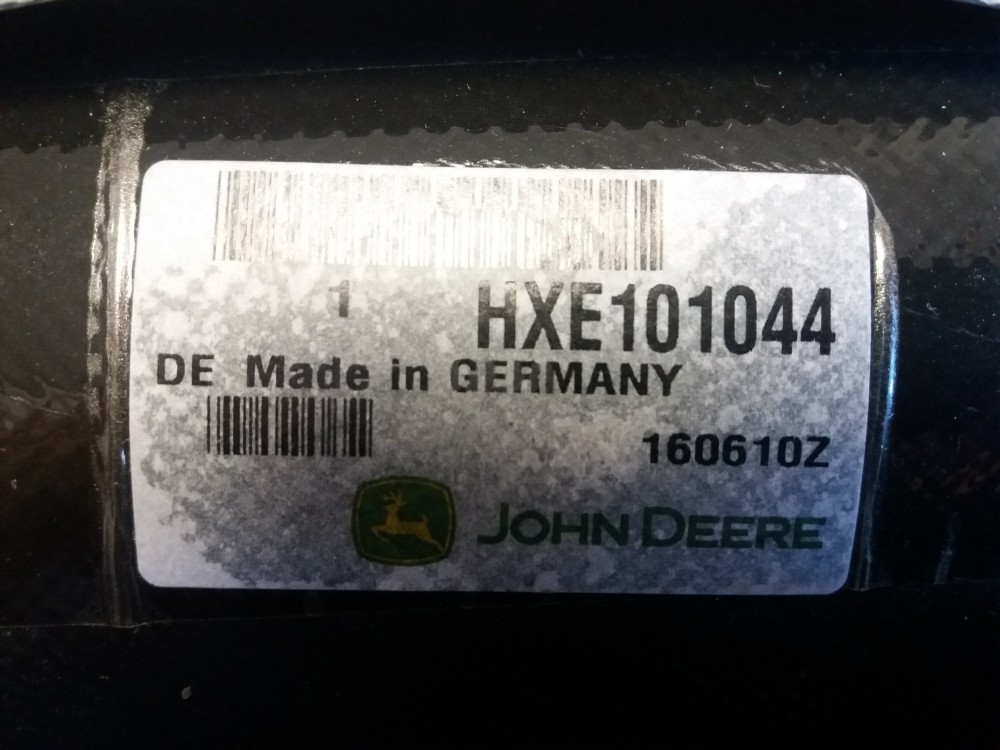 1 HXE101044
DE Made in GERMANY
160610Z
JOHN DEERE